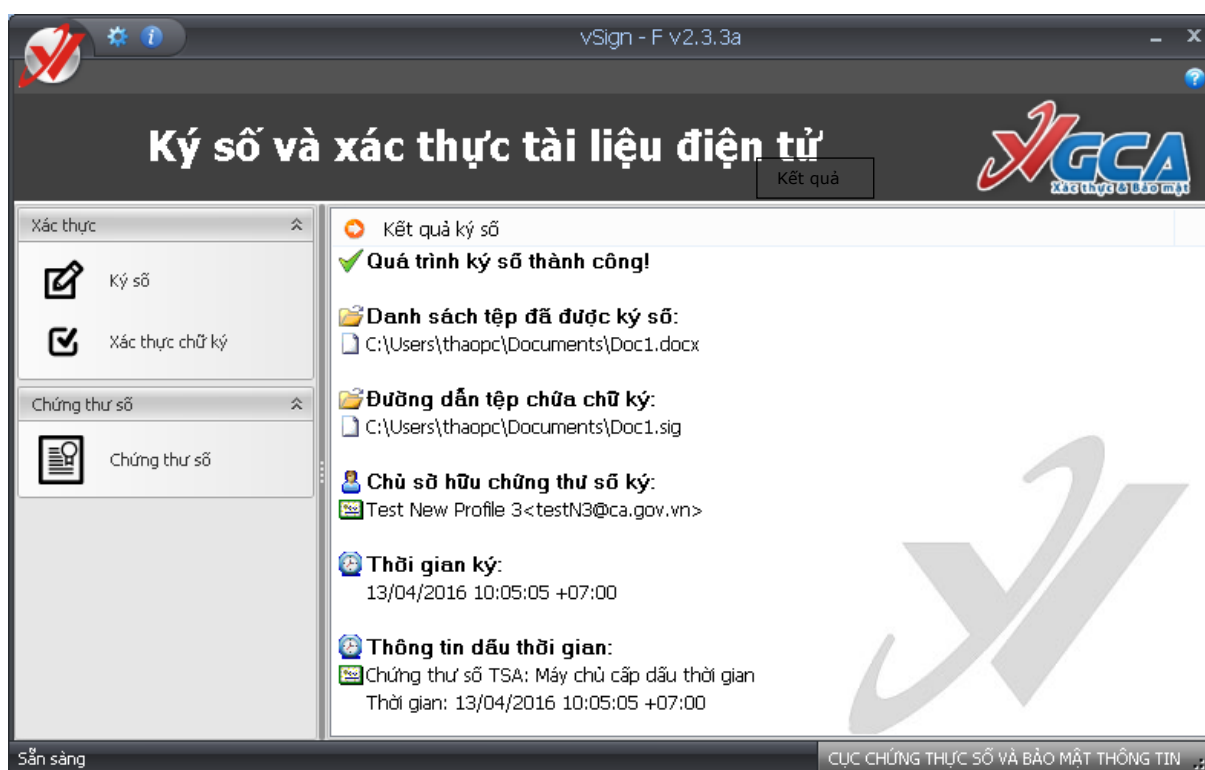 vSign - F v2.3.3a
Ký số và xác thực tài liệu điện tử
Kết quả
VGCA
Xác thực & Bảo mật
Xác thực
Ký số
Xác thực chữ ký
Chứng thư số
Chứng thư số
Kết quả ký số
Quá trình ký số thành công!
Danh sách tệp đã được ký số:
C:\Users\thaopc\Documents\Doc1.docx
Đường dẫn tệp chứa chữ ký:
C:\Users\thaopc\Documents\Doc1.sig
Chủ sở hữu chứng thư số ký:
Test New Profile 3<testN3@ca.gov.vn>
Thời gian ký:
13/04/2016 10:05:05 +07:00
Thông tin dấu thời gian:
Chứng thư số TSA: Máy chủ cấp dấu thời gian
Thời gian: 13/04/2016 10:05:05 +07:00
Sẵn sàng
CỤC CHỨNG THỰC SỐ VÀ BẢO MẬT THÔNG TIN